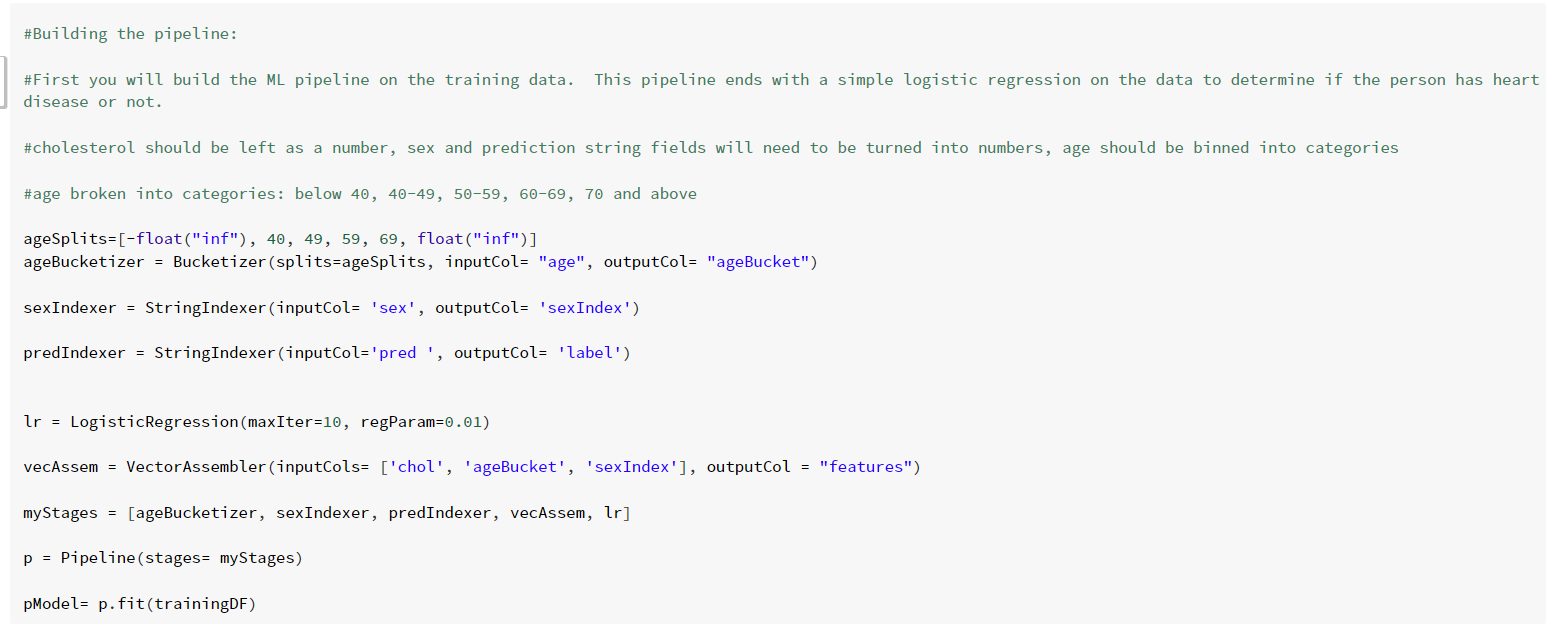 #Building the pipeline:
#First you will build the ML pipeline on the training data.  This pipeline ends with a simple logistic regression on the data to determine if the person has heart
disease or not.
#cholesterol should be left as a number, sex and prediction string fields will need to be turned into numbers, age should be binned into categories
#age broken into categories: below 40, 40-49, 50-59, 60-69, 70 and above
ageSplits=[-float("inf"), 40, 49, 59, 69, float("inf")]
ageBucketizer = Bucketizer(splits=ageSplits, inputCol= "age", outputCol= "ageBucket")
sexIndexer = StringIndexer(inputCol= 'sex', outputCol= 'sexIndex')
predIndexer = StringIndexer(inputCol='pred ', outputCol= 'label')
lr = LogisticRegression(maxIter=10, regParam=0.01)
vecAssem = VectorAssembler(inputCols= ['chol', 'ageBucket', 'sexIndex'], outputCol = "features")
myStages = [ageBucketizer, sexIndexer, predIndexer, vecAssem, lr]
p = Pipeline(stages= myStages)
pModel= p.fit(trainingDF)